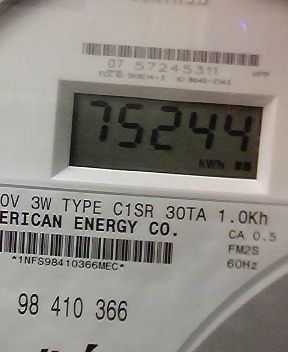 07 57245311
75244
kWh
0V 3W TYPE C1SR 30TA 1.0Kh
ERICAN ENERGY CO.
CA 0.5
FM2S
60Hz
*1NFS98410366MEC*
98 410 366